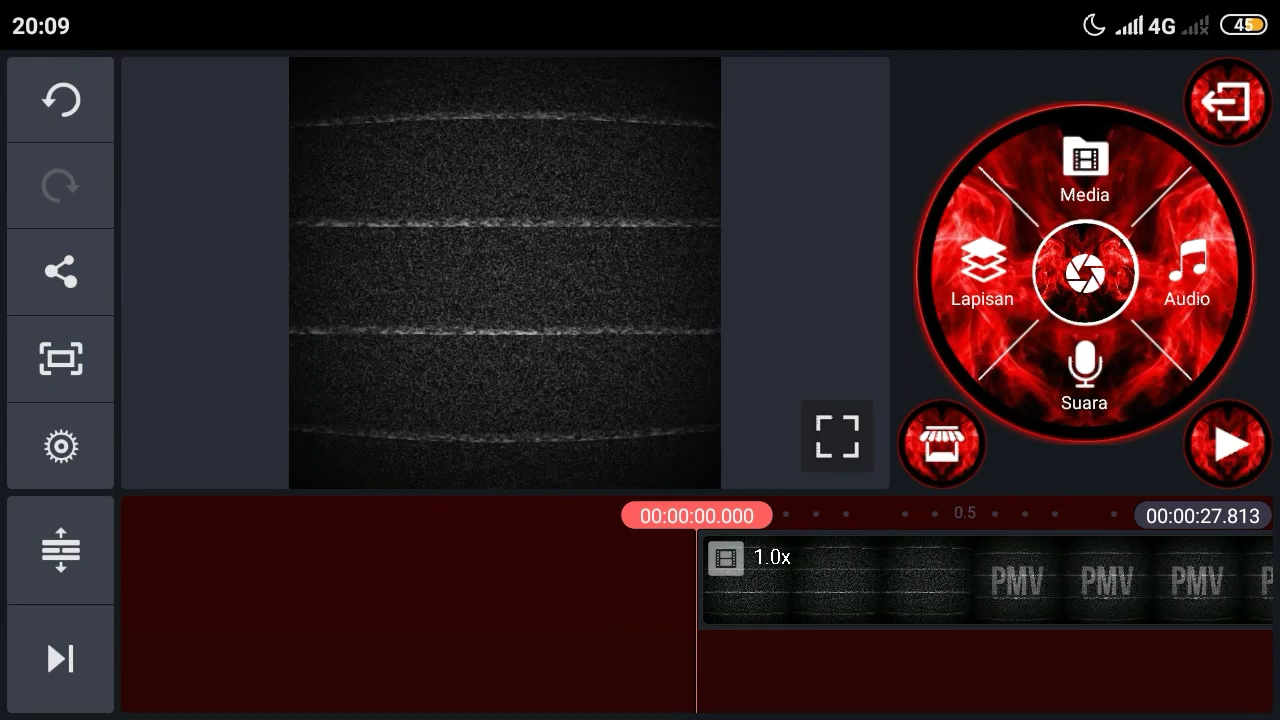 20:09
4G
45
Media
Lapisan
Audio
Suara
00:00:00.000
0.5
00:00:27.813
1.0x
PMV
PMV
PMV
P